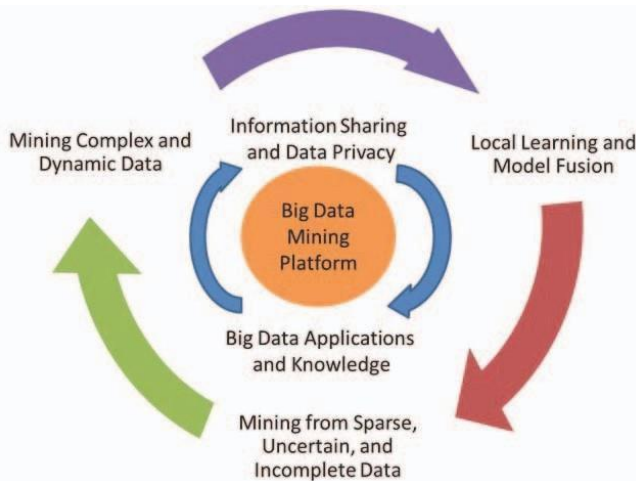 Mining Complex and
Dynamic Data
Information Sharing
and Data Privacy
Local Learning and
Model Fusion
Big Data
Mining
Platform
Big Data Applications
and Knowledge
Mining from Sparse,
Uncertain, and
Incomplete Data